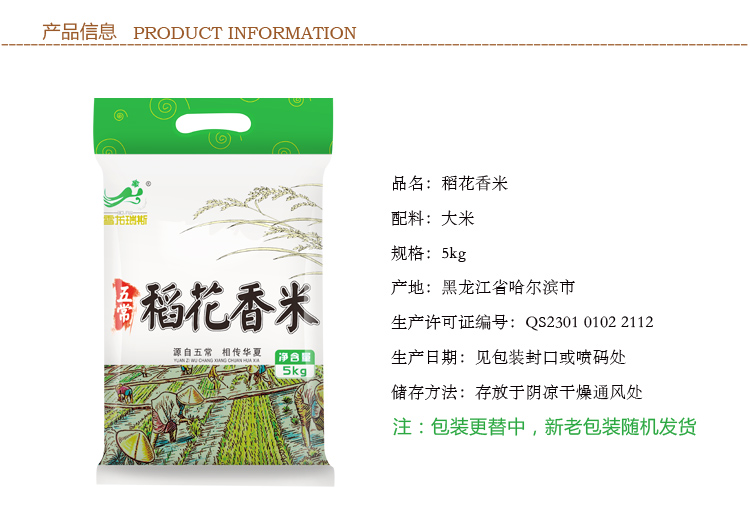 产品信息 PRODUCT INFORMATION
雪龙瑞斯
®
五常
稻花香米
源自五常 相传华夏
YUAN ZI WU CHANG XIANG CHUAN HUA XIA
净含量
5kg
品名：稻花香米
配料：大米
规格：5kg
产地：黑龙江省哈尔滨市
生产许可证编号：QS2301 0102 2112
生产日期：见包装封口或喷码处
储存方法：存放于阴凉干燥通风处
注：包装更替中，新老包装随机发货